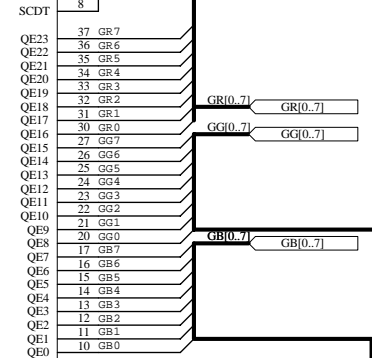 SCDT 8
QE23 37 GR7
QE22 36 GR6
QE21 35 GR5
QE20 34 GR4
QE19 33 GR3
QE18 32 GR2 GR[0..7] GR[0..7]
QE17 31 GR1
QE16 30 GR0 GG[0..7] GG[0..7]
QE15 27 GG7
QE14 26 GG6
QE13 25 GG5
QE12 24 GG4
QE11 23 GG3
QE10 22 GG2
QE9 21 GG1
QE8 20 GG0 GB[0..7] GB[0..7]
QE7 17 GB7
QE6 16 GB6
QE5 15 GB5
QE4 14 GB4
QE3 13 GB3
QE2 12 GB2
QE1 11 GB1
QE0 10 GB0